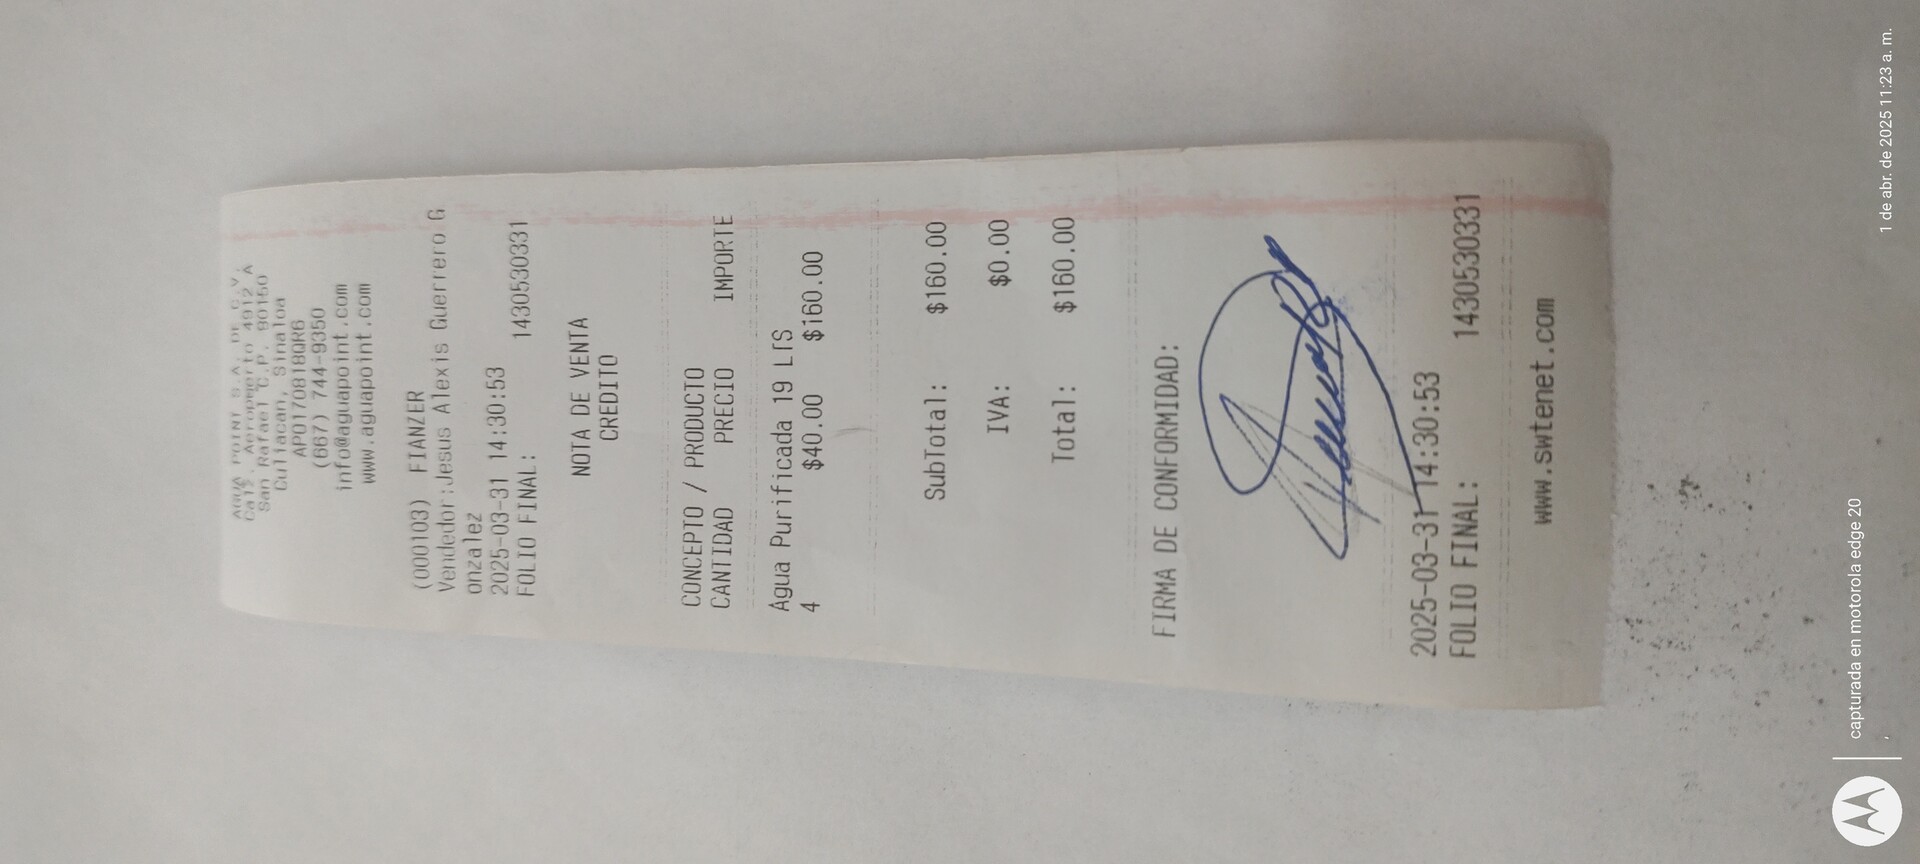 AGUA POINT S.A. DE C.V.
Calz. Aeropuerto 4912 A
San Rafael C.P. 80150
Culiacan, Sinaloa
APO170818QR6
(667) 744-9350
info@aguapoint.com
www.aguapoint.com
(000103) FIANZER
Vendedor:Jesus Alexis Guerrero G
onzalez
2025-03-31 14:30:53
FOLIO FINAL: 1430530331
NOTA DE VENTA
CREDITO
CONCEPTO / PRODUCTO
CANTIDAD PRECIO IMPORTE
Agua Purificada 19 LTS
4 $40.00 $160.00
SubTotal: $160.00
IVA: $0.00
Total: $160.00
FIRMA DE CONFORMIDAD:
2025-03-31 14:30:53
FOLIO FINAL: 1430530331
www.swtenet.com
capturada en motorola edge 20
,
1 de abr. de 2025 11:23 a. m.